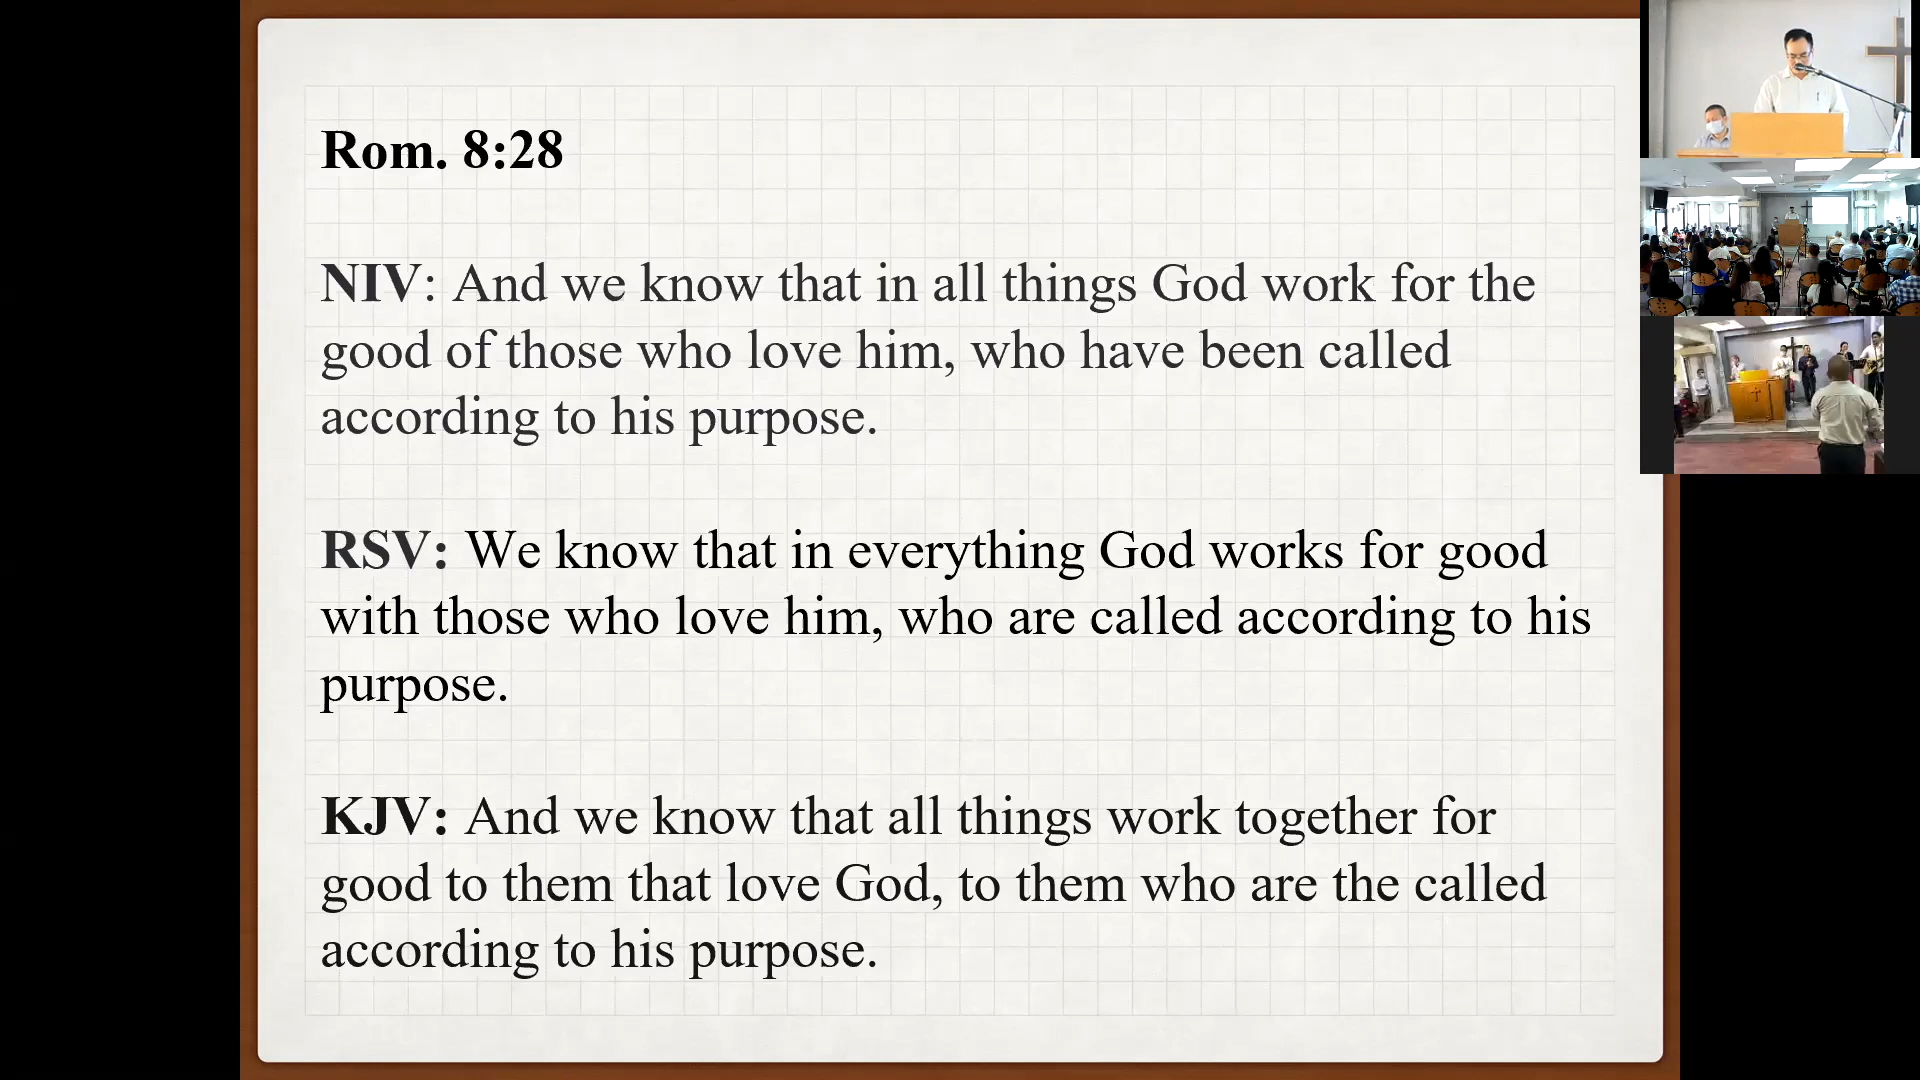 Rom. 8:28
NIV: And we know that in all things God work for the
good of those who love him, who have been called
according to his purpose.
RSV: We know that in everything God works for good
with those who love him, who are called according to his
purpose.
KJV: And we know that all things work together for
good to them that love God, to them who are the called
according to his purpose.